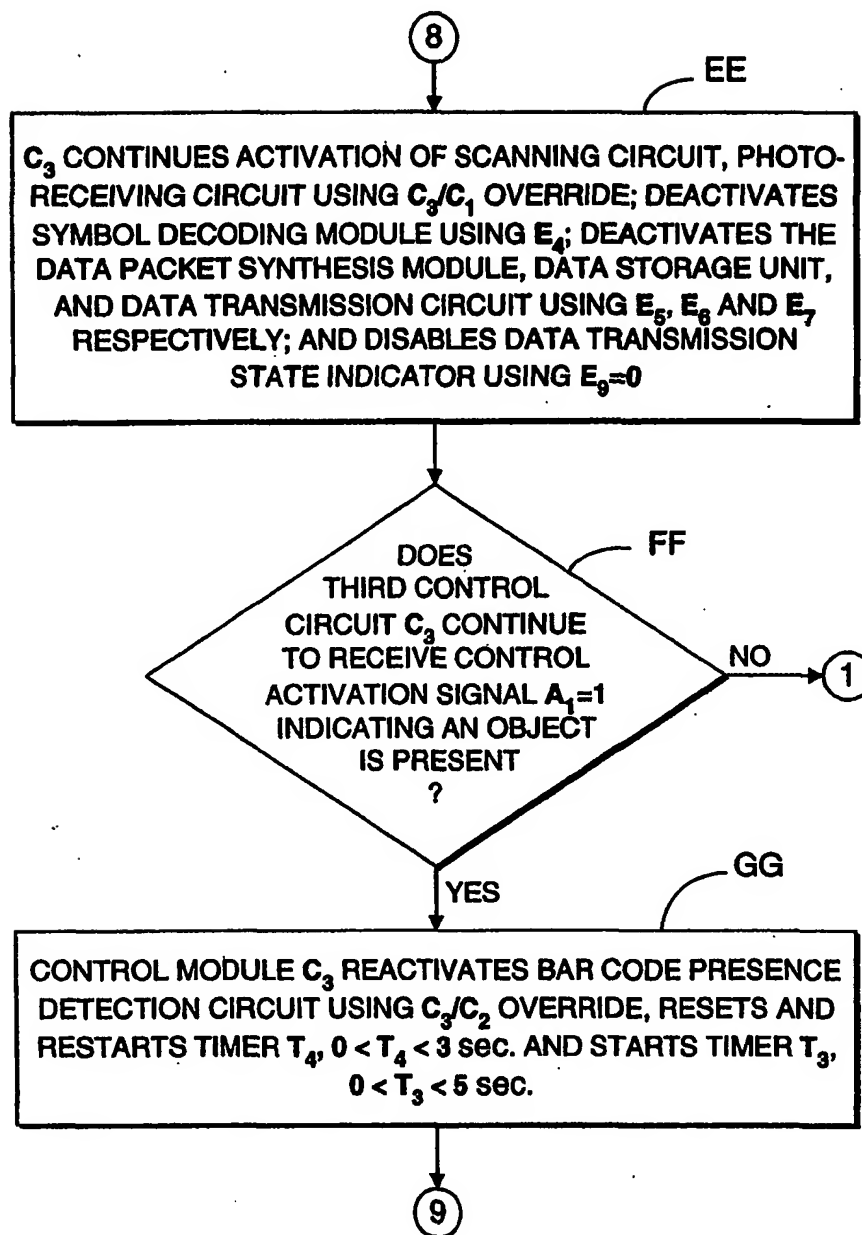 8
EE
C₃ CONTINUES ACTIVATION OF SCANNING CIRCUIT, PHOTO-
RECEIVING CIRCUIT USING C₃/C₁ OVERRIDE; DEACTIVATES
SYMBOL DECODING MODULE USING E₄; DEACTIVATES THE
DATA PACKET SYNTHESIS MODULE, DATA STORAGE UNIT,
AND DATA TRANSMISSION CIRCUIT USING E₅, E₆ AND E₇
RESPECTIVELY; AND DISABLES DATA TRANSMISSION
STATE INDICATOR USING E₉=0
FF
DOES
THIRD CONTROL
CIRCUIT C₃ CONTINUE
TO RECEIVE CONTROL
ACTIVATION SIGNAL A₁=1
INDICATING AN OBJECT
IS PRESENT
?
NO
1
YES
GG
CONTROL MODULE C₃ REACTIVATES BAR CODE PRESENCE
DETECTION CIRCUIT USING C₃/C₂ OVERRIDE, RESETS AND
RESTARTS TIMER T₄, 0 < T₄ < 3 sec. AND STARTS TIMER T₃,
0 < T₃ < 5 sec.
9